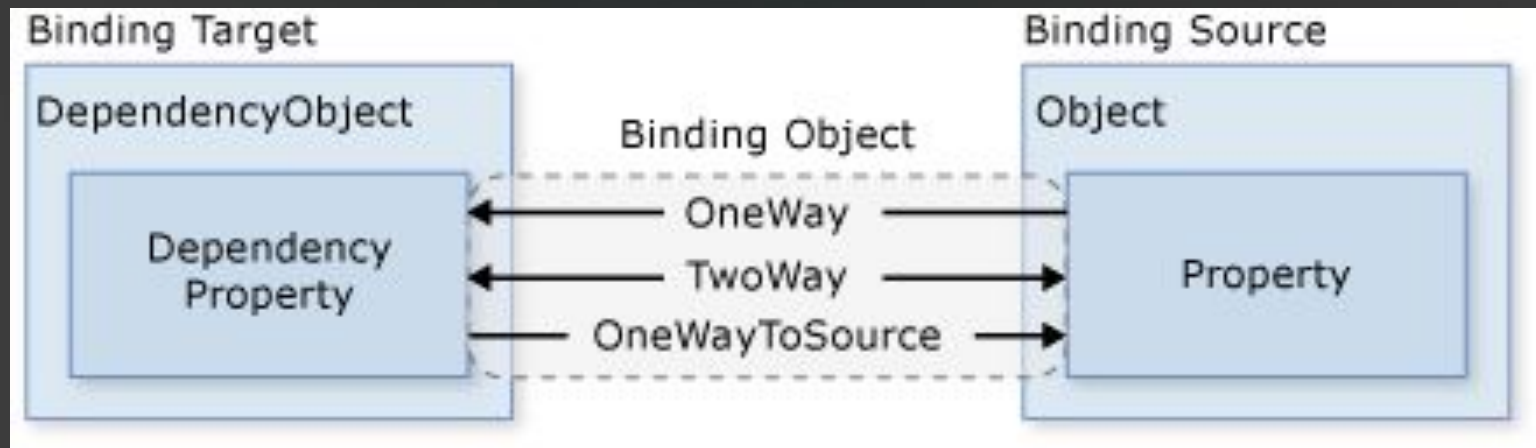 Binding Target
Binding Source
DependencyObject
Object
Binding Object
Dependency
Property
OneWay
TwoWay
OneWayToSource
Property